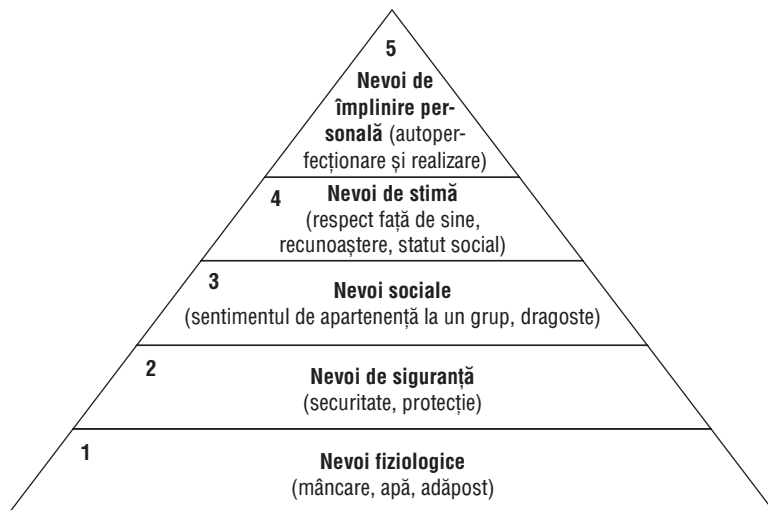 5
Nevoi de
împlinire per-
sonală (autoper-
fecționare și realizare)
4
Nevoi de stimă
(respect față de sine,
recunoaștere, statut social)
3
Nevoi sociale
(sentimentul de apartenență la un grup, dragoste)
2
Nevoi de siguranță
(securitate, protecție)
1
Nevoi fiziologice
(mâncare, apă, adăpost)